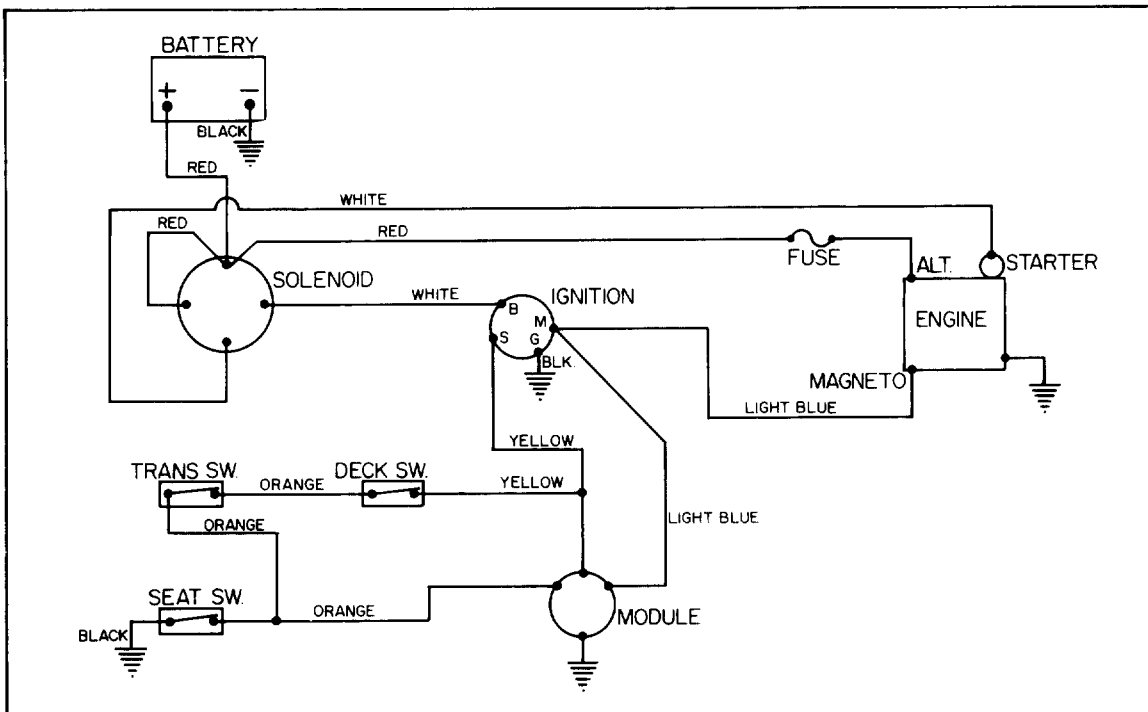 BATTERY
+
−
BLACK
RED
WHITE
RED
RED
FUSE
ALT.
STARTER
SOLENOID
WHITE
IGNITION
B
M
S
G
BLK.
ENGINE
MAGNETO
LIGHT BLUE
YELLOW
TRANS SW.
DECK SW.
ORANGE
YELLOW
ORANGE
LIGHT BLUE
SEAT SW.
ORANGE
MODULE
BLACK